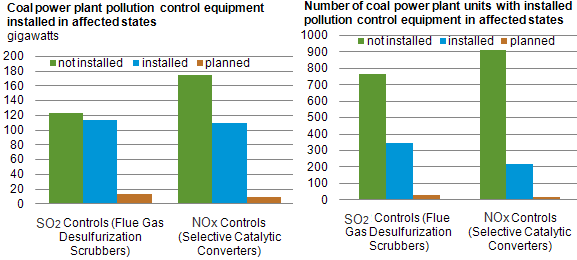 Coal power plant pollution control equipment
installed in affected states
gigawatts
200
180
160
140
120
100
80
60
40
20
0
not installed installed planned
SO2 Controls (Flue Gas
Desulfurization
Scrubbers)
NOx Controls
(Selective Catalytic
Converters)
Number of coal power plant units with installed
pollution control equipment in affected states
1000
900
800
700
600
500
400
300
200
100
0
not installed installed planned
SO2 Controls (Flue
Gas Desulfurization
Scrubbers)
NOx Controls
(Selective Catalytic
Converters)